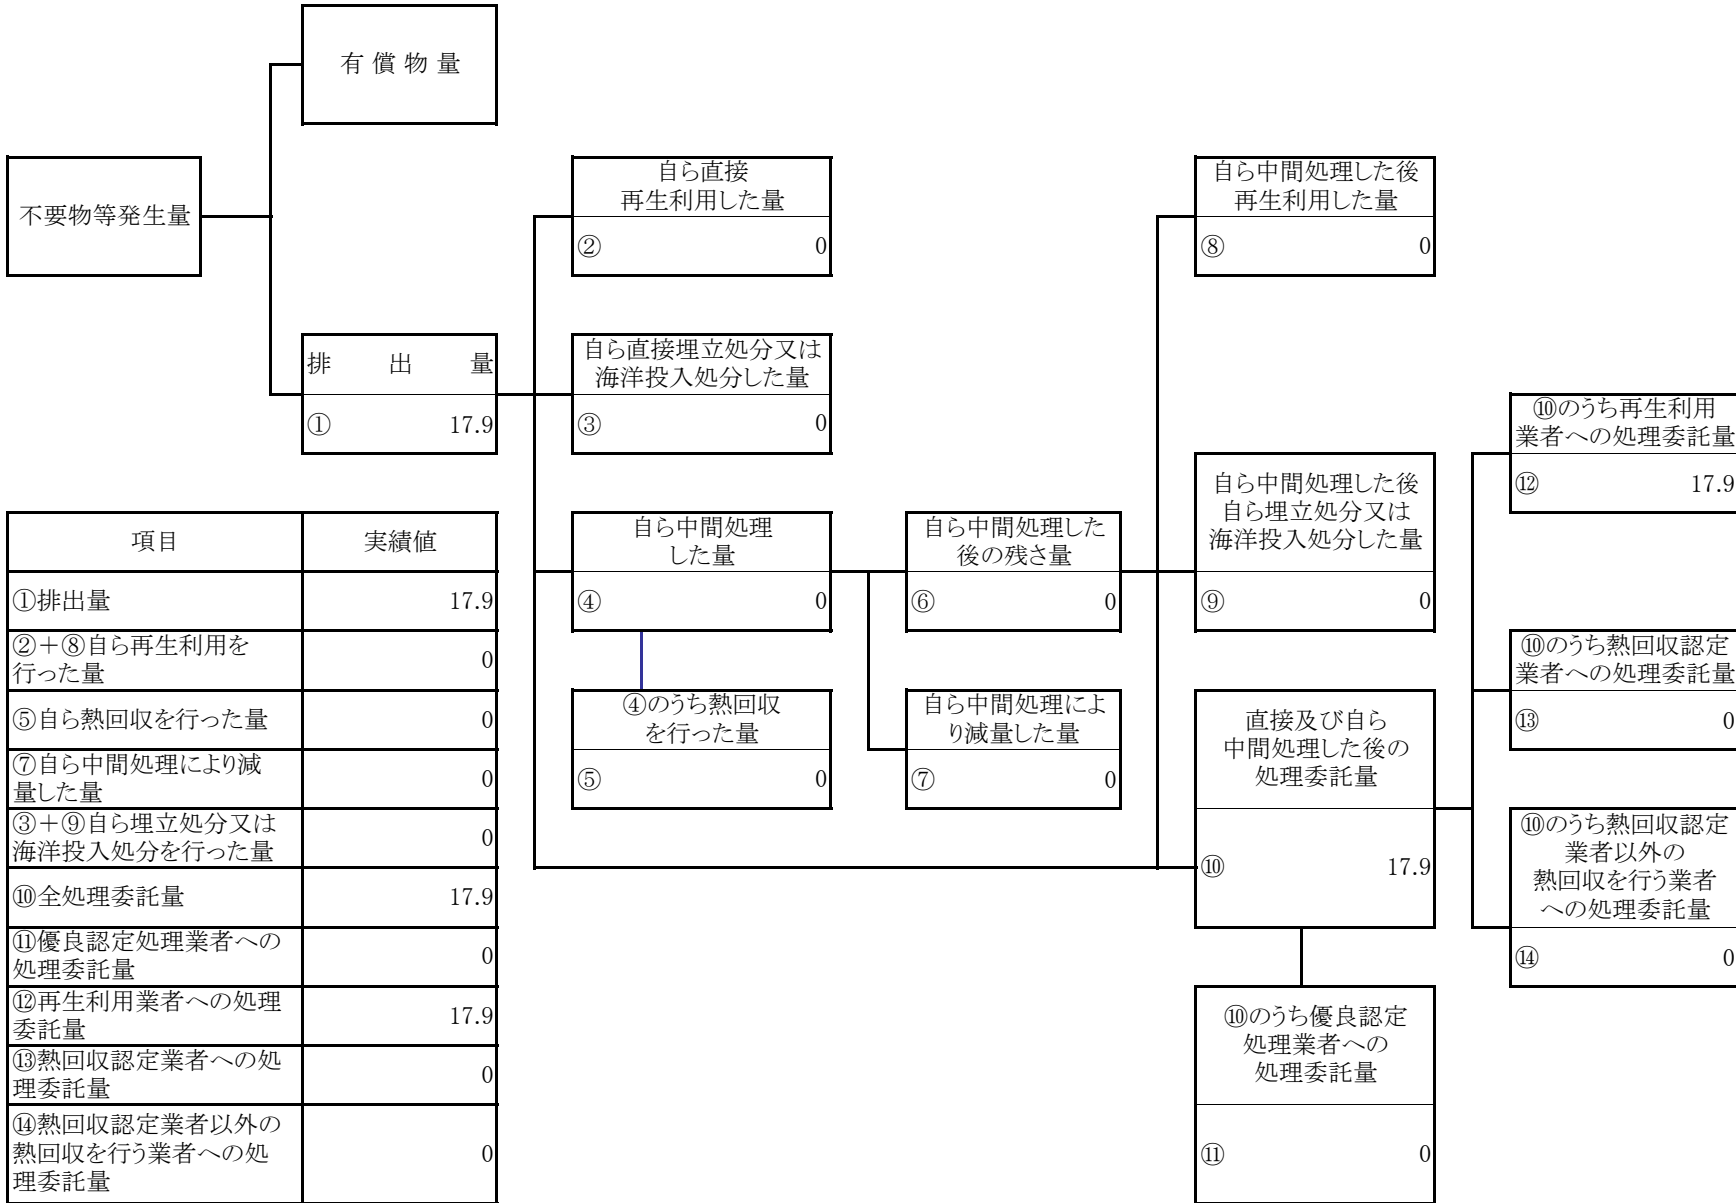 有償物量
不要物等発生量
自ら直接
再生利用した量
② 0
自ら中間処理した後
再生利用した量
⑧ 0
排出量
① 17.9
自ら直接埋立処分又は
海洋投入処分した量
③ 0
⑩のうち再生利用
業者への処理委託量
⑫ 17.9
自ら中間処理した後
自ら埋立処分又は
海洋投入処分した量
⑨ 0
自ら中間処理
した量
④ 0
自ら中間処理した
後の残さ量
⑥ 0
⑩のうち熱回収認定
業者への処理委託量
⑬ 0
④のうち熱回収
を行った量
⑤ 0
自ら中間処理によ
り減量した量
⑦ 0
直接及び自ら
中間処理した後の
処理委託量
⑩ 17.9
⑩のうち熱回収認定
業者以外の
熱回収を行う業者
への処理委託量
⑭ 0
⑩のうち優良認定
処理業者への
処理委託量
⑪ 0
項目 実績値
①排出量 17.9
②+⑧自ら再生利用を
行った量 0
⑤自ら熱回収を行った量 0
⑦自ら中間処理により減
量した量 0
③+⑨自ら埋立処分又は
海洋投入処分を行った量 0
⑩全処理委託量 17.9
⑪優良認定処理業者への
処理委託量 0
⑫再生利用業者への処理
委託量 17.9
⑬熱回収認定業者への処
理委託量 0
⑭熱回収認定業者以外の
熱回収を行う業者への処
理委託量 0